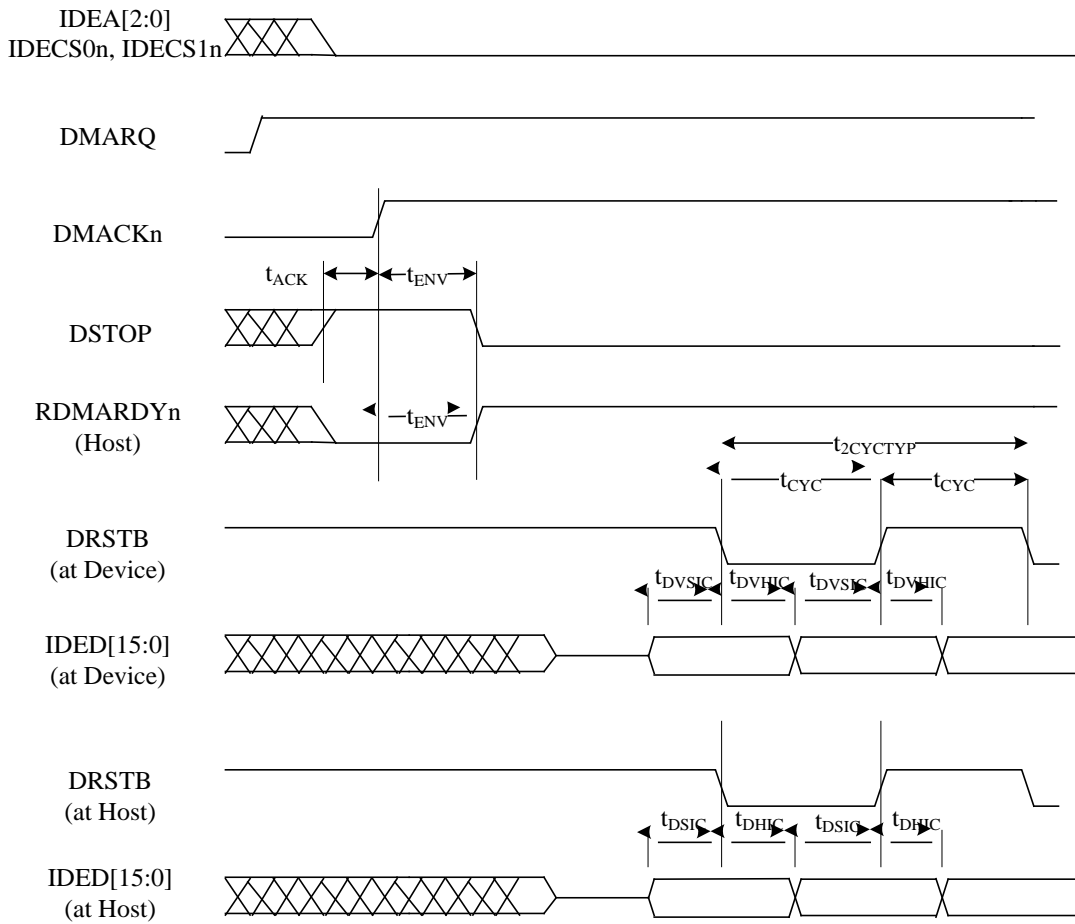 IDEA[2:0]
IDECS0n, IDECS1n
DMARQ
DMACKn
tACK
tENV
DSTOP
RDMARDYn
(Host)
tENV
t2CYCTYP
tCYC
tCYC
DRSTB
(at Device)
tDVSIC
tDVHIC
tDVSIC
tDVHIC
IDED[15:0]
(at Device)
DRSTB
(at Host)
tDSIC
tDHIC
tDSIC
tDHIC
IDED[15:0]
(at Host)